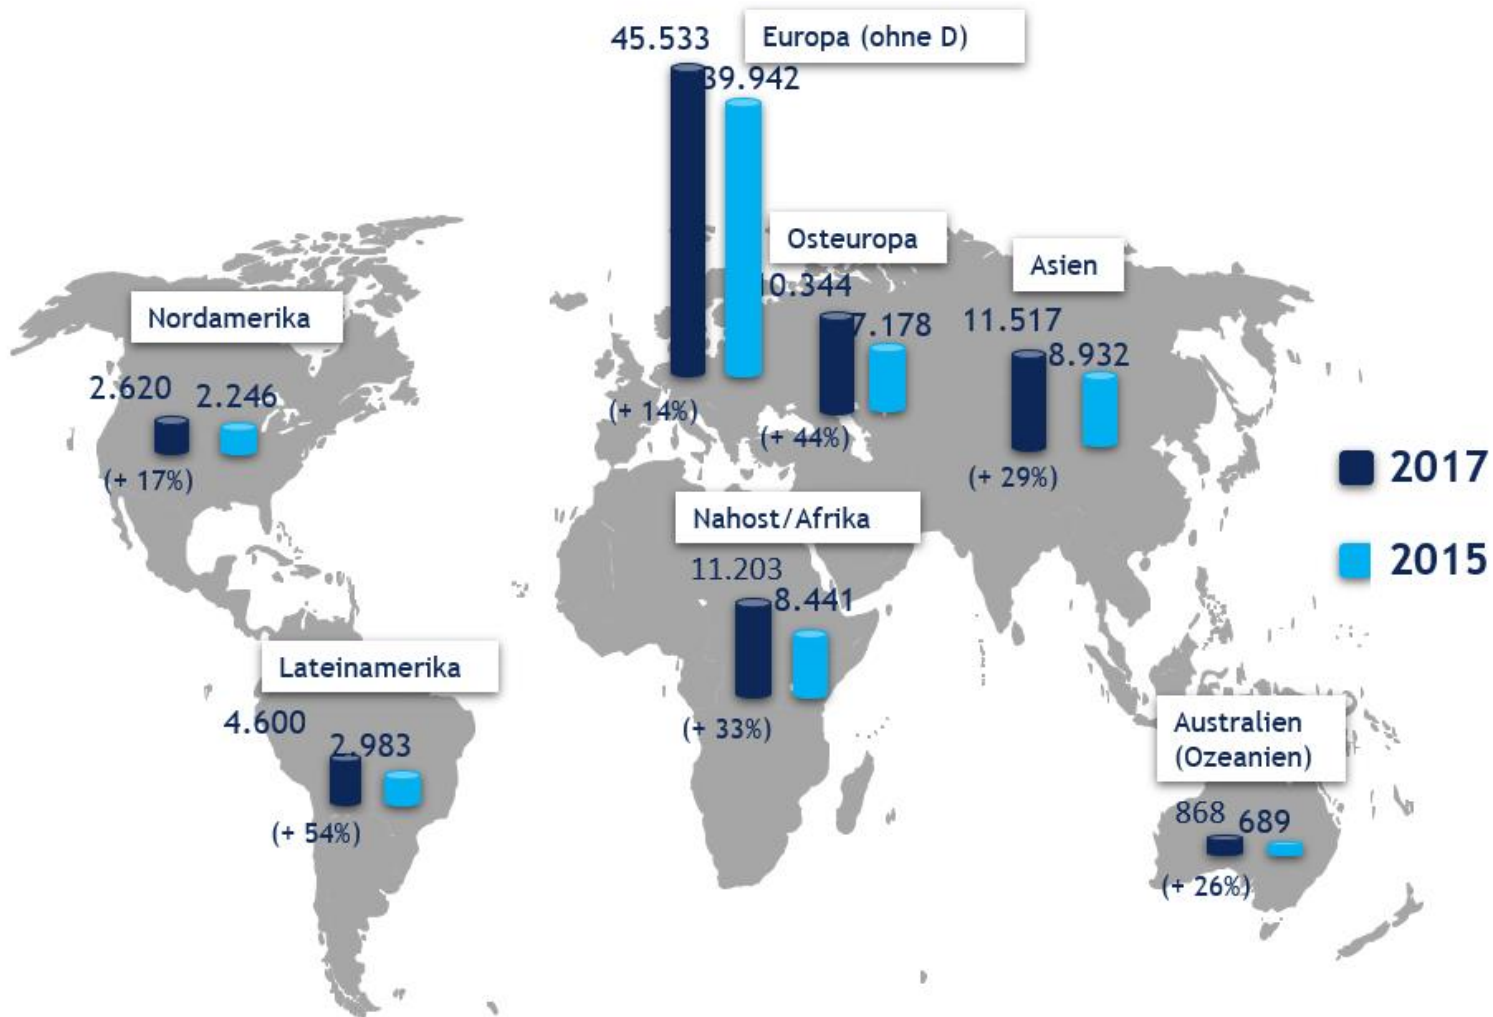 45.533
Europa (ohne D)
39.942
Osteuropa
Asien
10.344
Nordamerika
7.178
11.517
8.932
2.620
2.246
(+ 14%)
(+ 44%)
(+ 17%)
(+ 29%)
2017
Nahost/Afrika
2015
11.203
8.441
Lateinamerika
4.600
2.983
(+ 33%)
Australien
(Ozeanien)
868
689
(+ 54%)
(+ 26%)